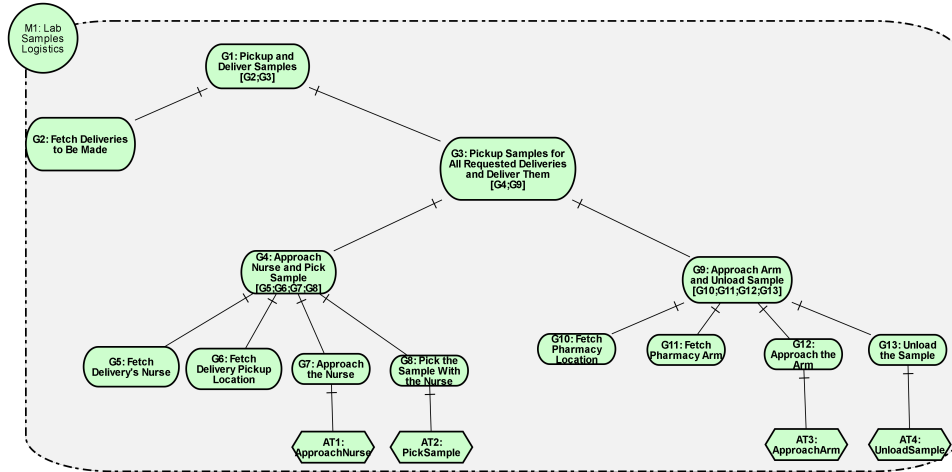 M1: Lab
Samples
Logistics
G1: Pickup and
Deliver Samples
[G2;G3]
G2: Fetch Deliveries
to Be Made
G3: Pickup Samples for
All Requested Deliveries
and Deliver Them
[G4;G9]
G4: Approach
Nurse and Pick
Sample
[G5;G6;G7;G8]
G9: Approach Arm
and Unload Sample
[G10;G11;G12;G13]
G5: Fetch
Delivery's Nurse
G6: Fetch
Delivery Pickup
Location
G7: Approach
the Nurse
G8: Pick the
Sample With
the Nurse
G10: Fetch
Pharmacy
Location
G11: Fetch
Pharmacy Arm
G12:
Approach the
Arm
G13: Unload
the Sample
AT1:
ApproachNurse
AT2:
PickSample
AT3:
ApproachArm
AT4:
UnloadSample